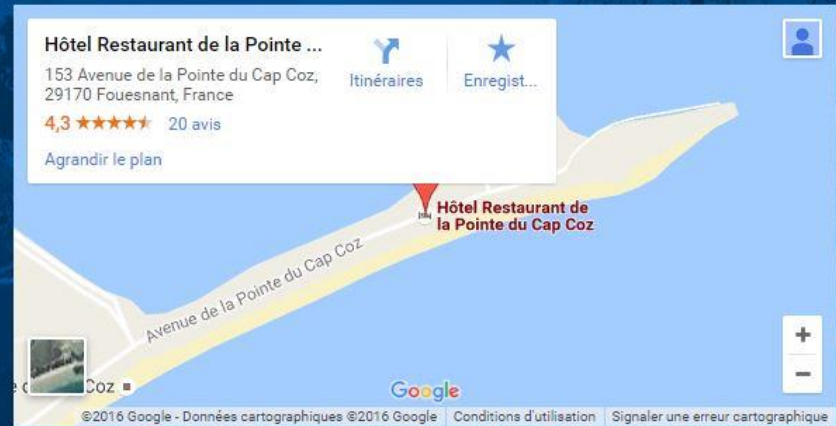 Hôtel Restaurant de la Pointe ...
153 Avenue de la Pointe du Cap Coz,
29170 Fouesnant, France
4,3 ★★★★★ 20 avis
Agrandir le plan
Itinéraires
Enregist...
Hôtel Restaurant de
la Pointe du Cap Coz
Avenue de la Pointe du Cap Coz
Coz
Google
+
−
©2016 Google - Données cartographiques ©2016 Google
Conditions d'utilisation
Signaler une erreur cartographique